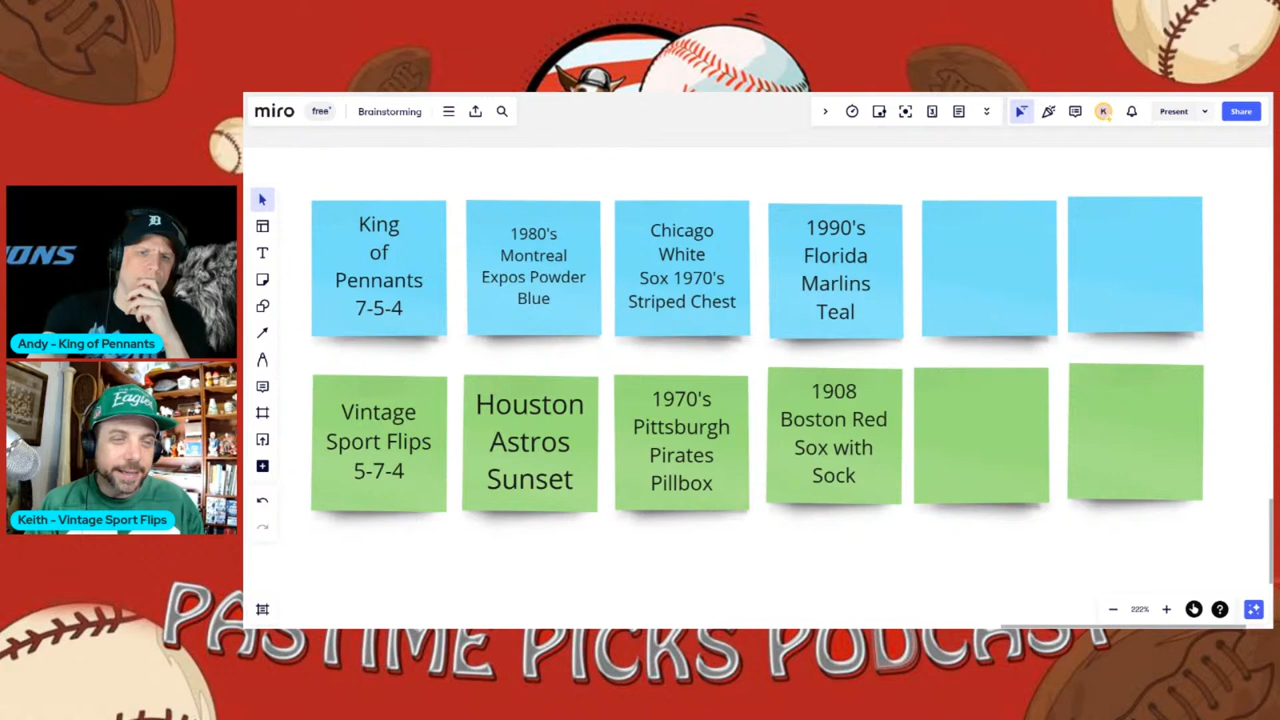 miro
free
Brainstorming
1
K
Present
Share
King
of
Pennants
7-5-4
1980's
Montreal
Expos Powder
Blue
Chicago
White
Sox 1970's
Striped Chest
1990's
Florida
Marlins
Teal
Vintage
Sport Flips
5-7-4
Houston
Astros
Sunset
1970's
Pittsburgh
Pirates
Pillbox
1908
Boston Red
Sox with
Sock
IONS
D
Andy - King of Pennants
Eagles
Keith - Vintage Sport Flips
T
222%
?
PASTIME PICKS PODCAST